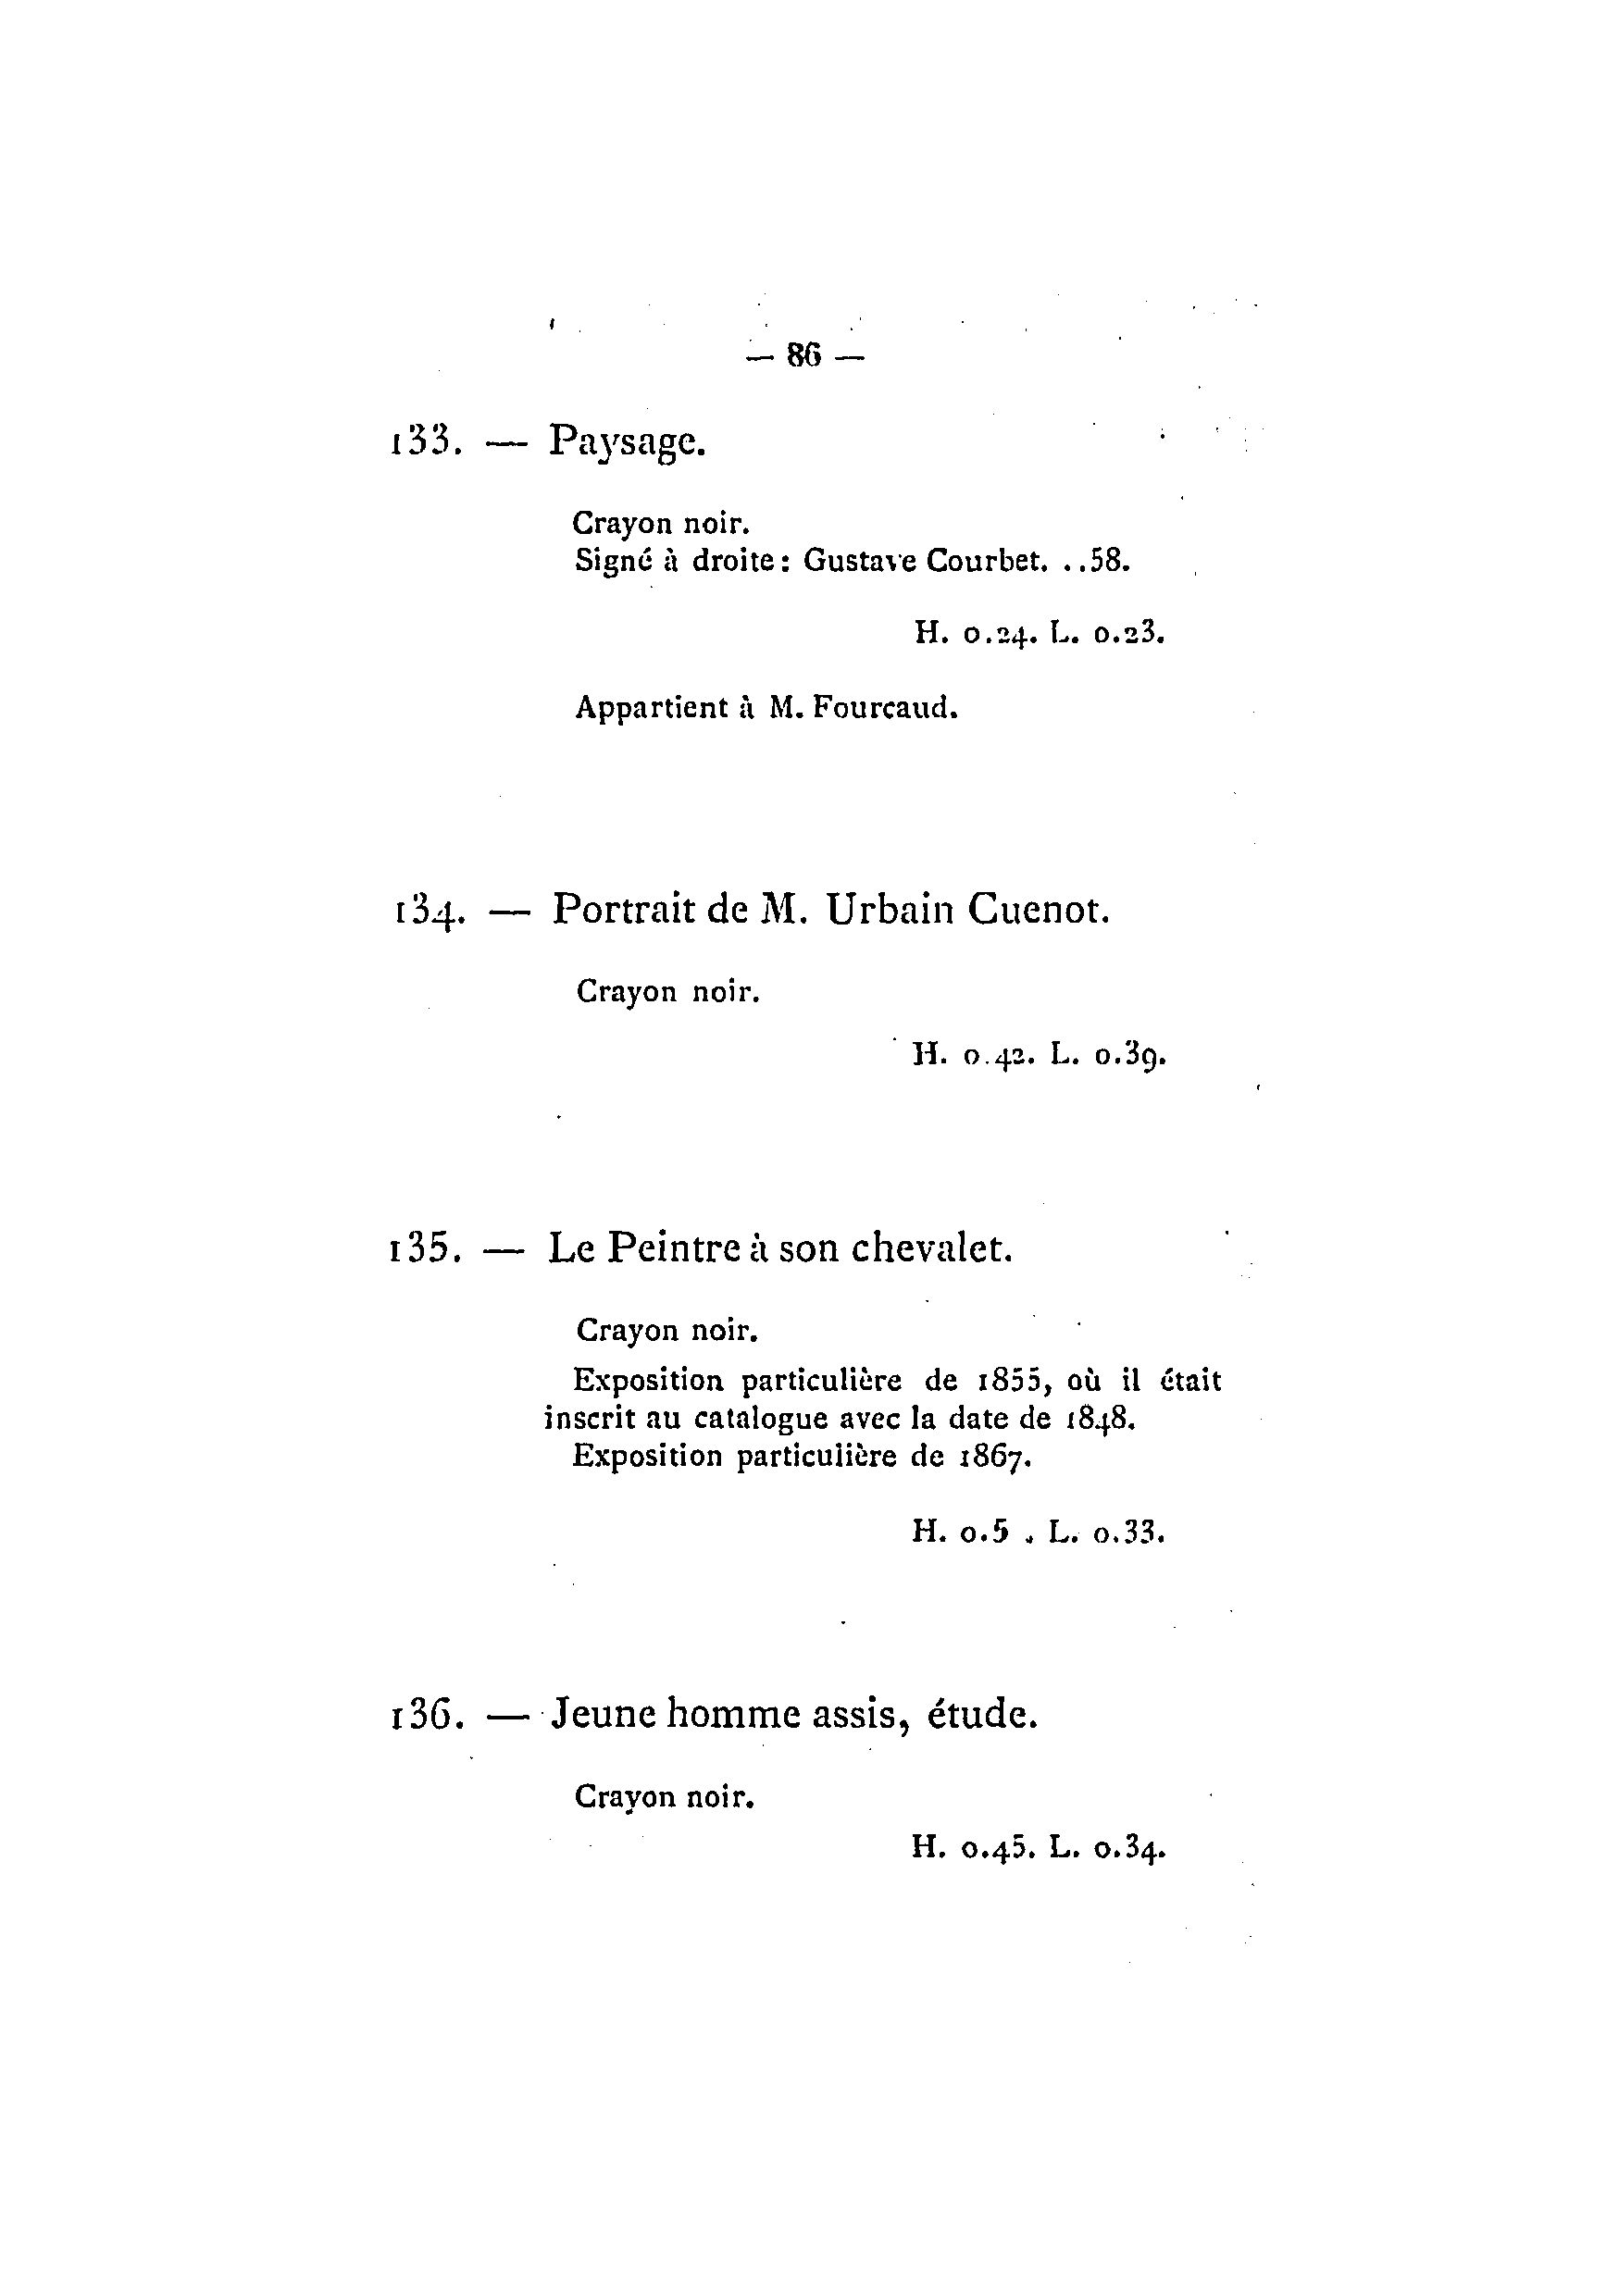 — 86 —
133. — Paysage.
Crayon noir.
Signé à droite: Gustave Courbet. ..58.
H. 0.24. L. 0.23.
Appartient à M. Fourcaud.
134. — Portrait de M. Urbain Cuenot.
Crayon noir.
H. 0.42. L. 0.39.
135. — Le Peintre à son chevalet.
Crayon noir.
Exposition particulière de 1855, où il était
inscrit au catalogue avec la date de 1848.
Exposition particulière de 1867.
H. 0.5 . L. 0.33.
136. — Jeune homme assis, étude.
Crayon noir.
H. 0.45. L. 0.34.